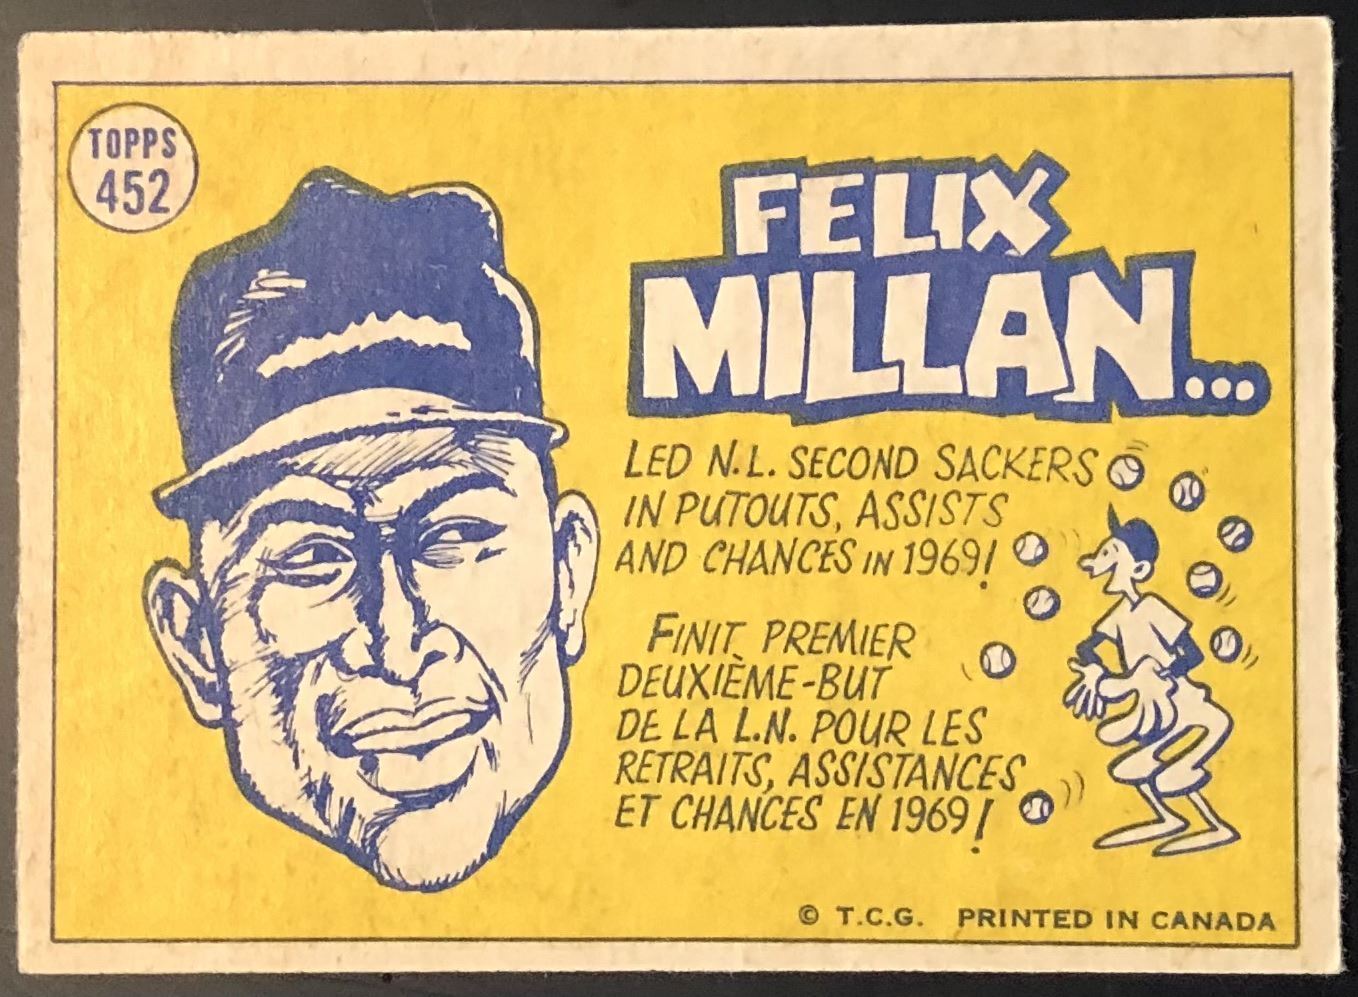 TOPPS
452
FELIX
MILLAN...
LED N.L. SECOND SACKERS
IN PUTOUTS, ASSISTS
AND CHANCES IN 1969!
FINIT PREMIER
DEUXIÈME-BUT
DE LA L.N. POUR LES
RETRAITS, ASSISTANCES
ET CHANCES EN 1969!
© T.C.G. PRINTED IN CANADA